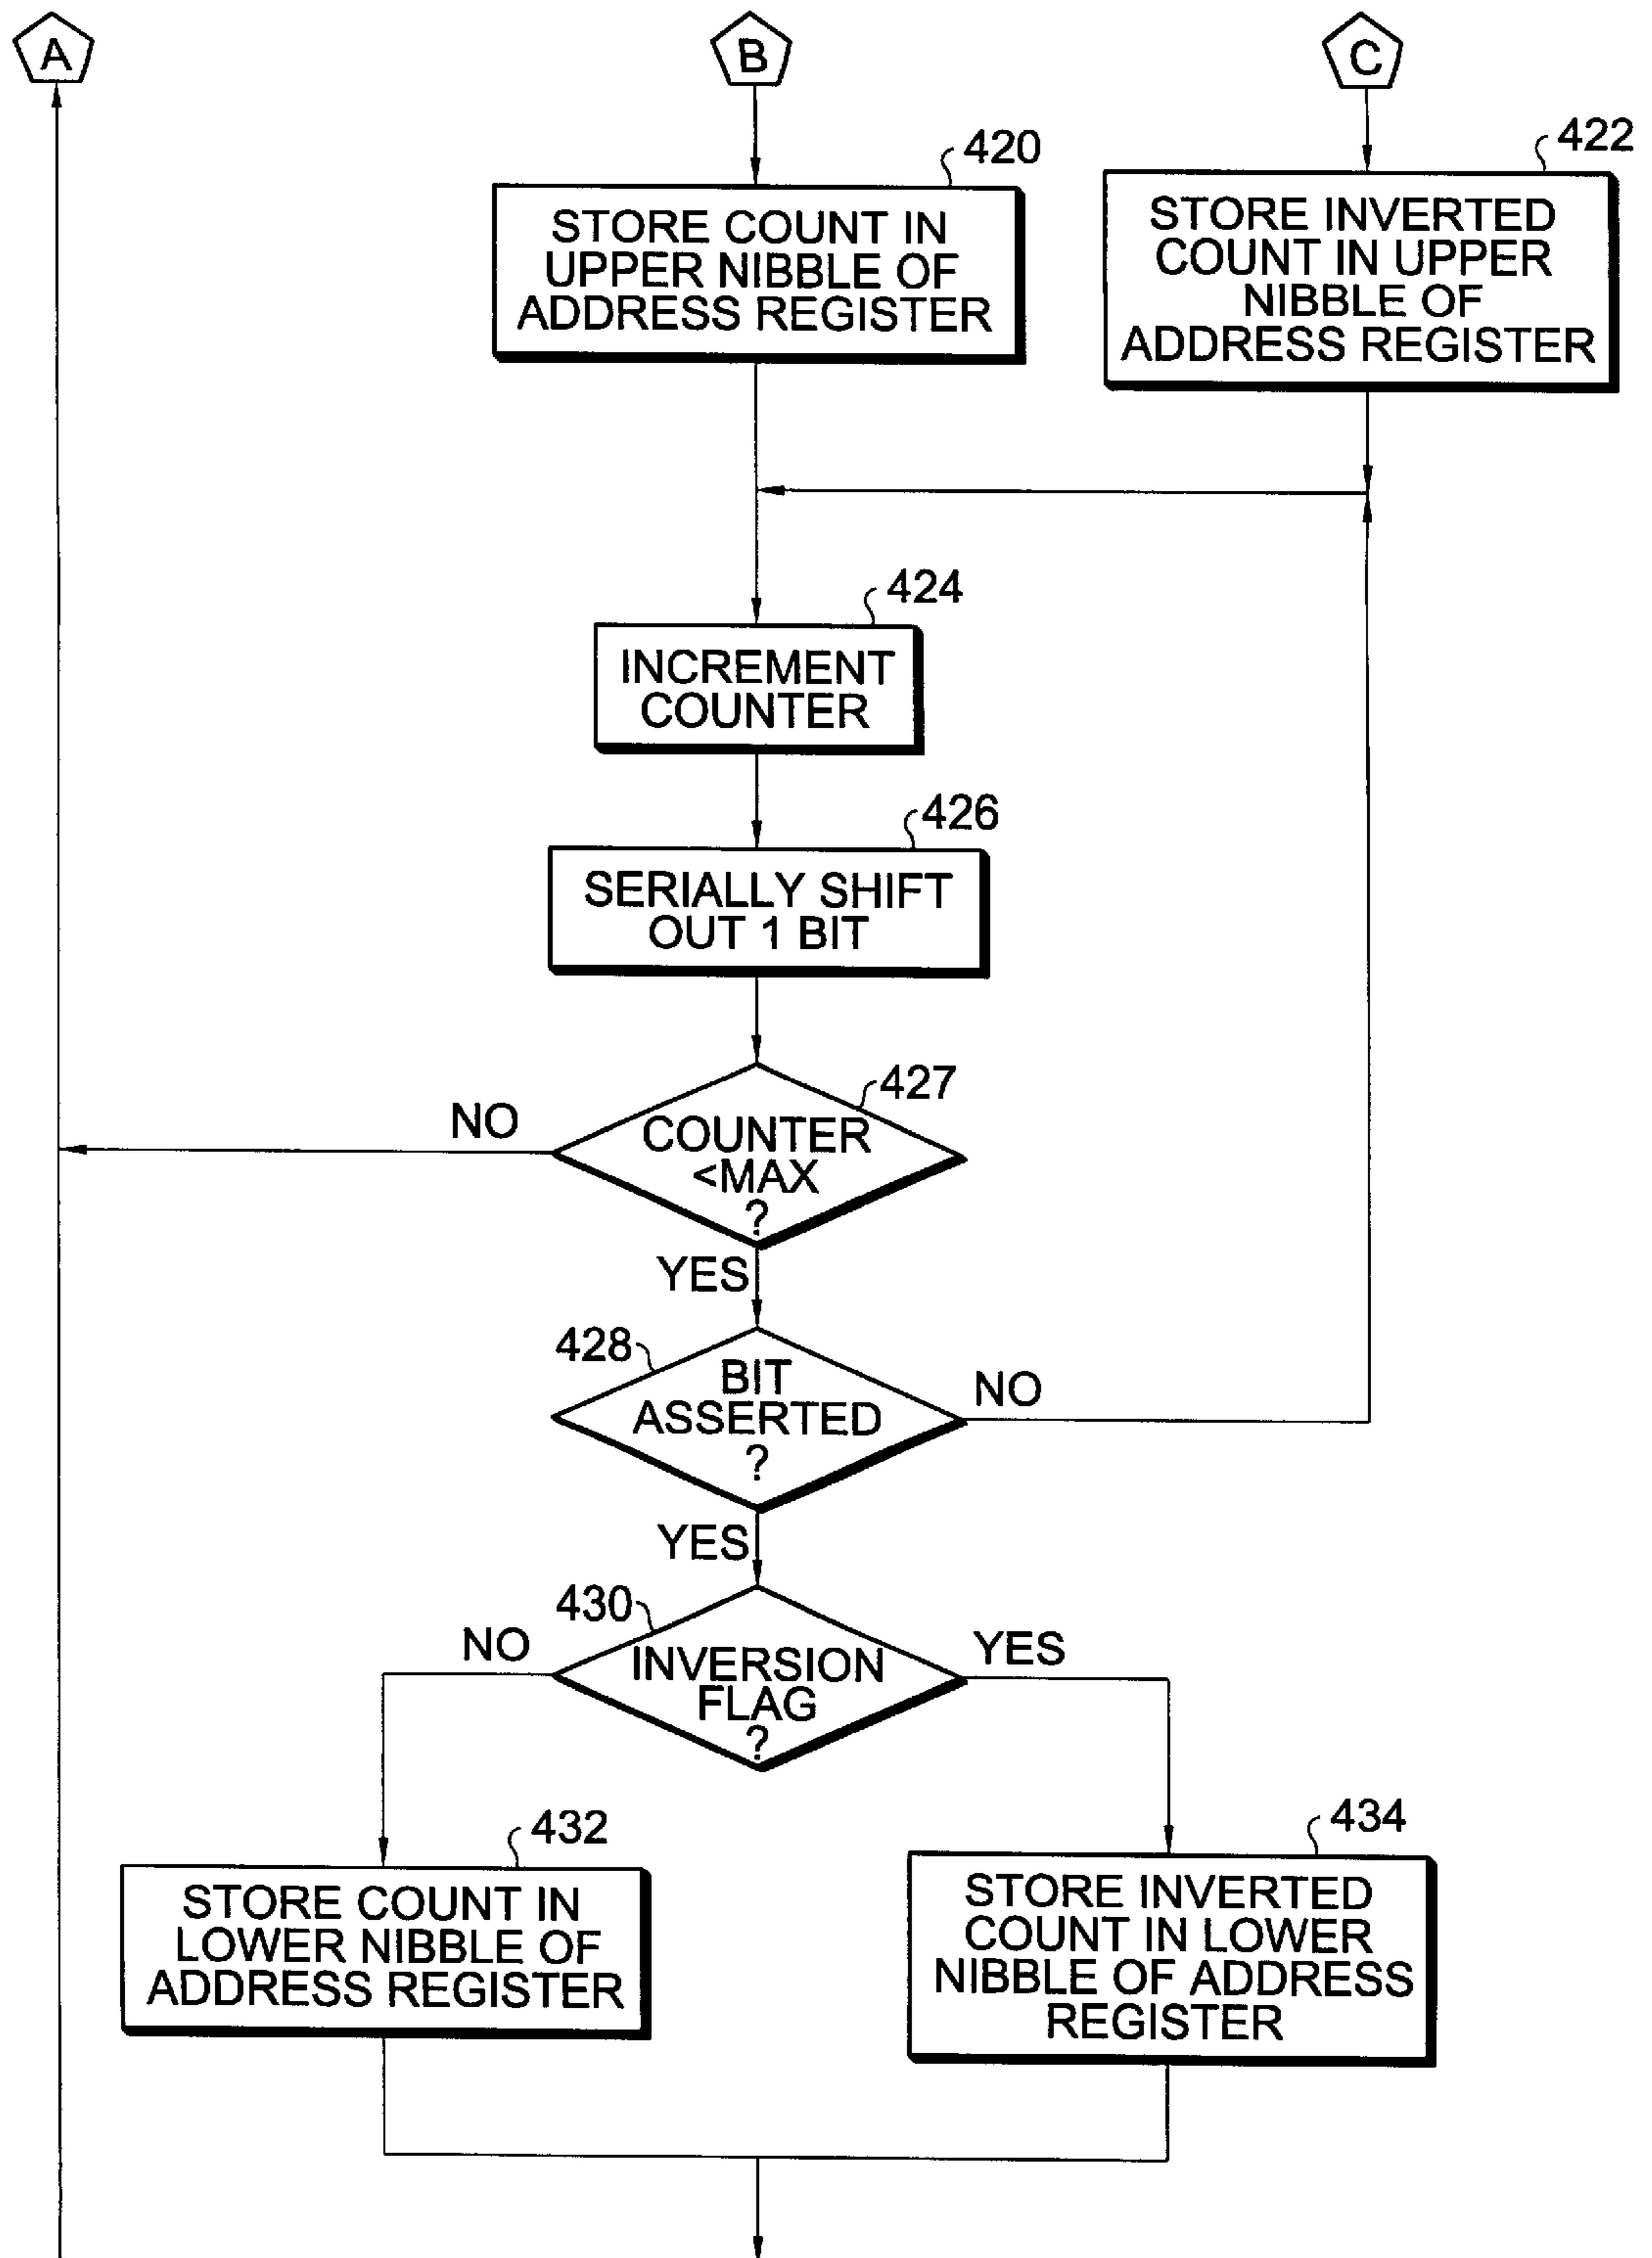 A
B
C
420
422
STORE COUNT IN
UPPER NIBBLE OF
ADDRESS REGISTER
STORE INVERTED
COUNT IN UPPER
NIBBLE OF
ADDRESS REGISTER
424
INCREMENT
COUNTER
426
SERIALLY SHIFT
OUT 1 BIT
427
NO
COUNTER
<MAX
?
YES
428
BIT
ASSERTED
?
NO
YES
430
NO
INVERSION
FLAG
?
YES
432
434
STORE COUNT IN
LOWER NIBBLE OF
ADDRESS REGISTER
STORE INVERTED
COUNT IN LOWER
NIBBLE OF ADDRESS
REGISTER